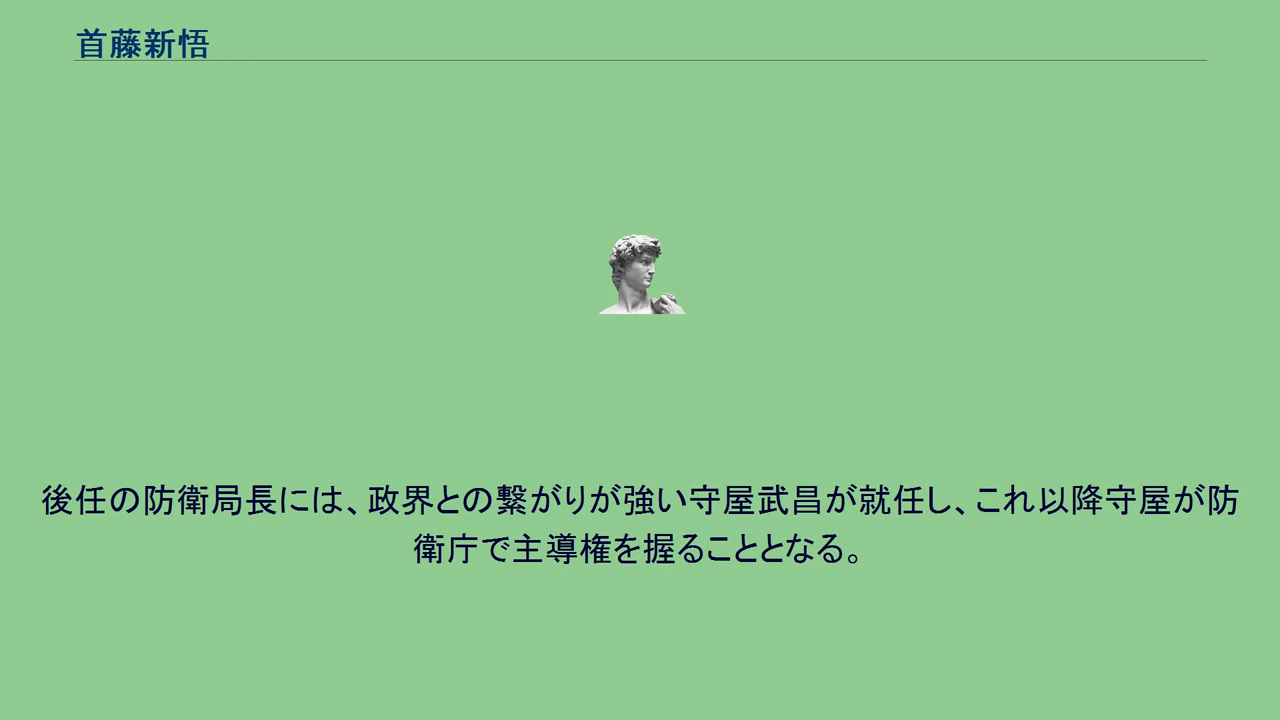 首藤新悟
後任の防衛局長には、政界との繋がりが強い守屋武昌が就任し、これ以降守屋が防
衛庁で主導権を握ることとなる。